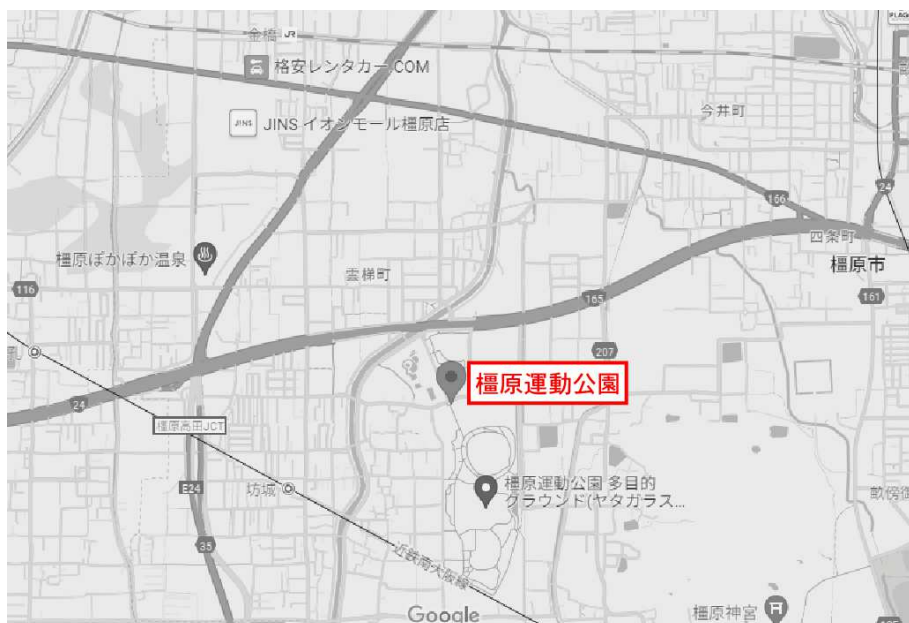 金橋 JR
格安レンタカー.COM
JINS
JINS イオンモール橿原店
今井町
24
166
四条町
橿原市
橿原ぽかぽか温泉
雲梯町
116
165
161
207
橿原運動公園
24
橿原高田JCT
E24
坊城
橿原運動公園 多目的
グラウンド(ヤタガラス...
畝傍御
35
近鉄南大阪線
橿原神宮
Google